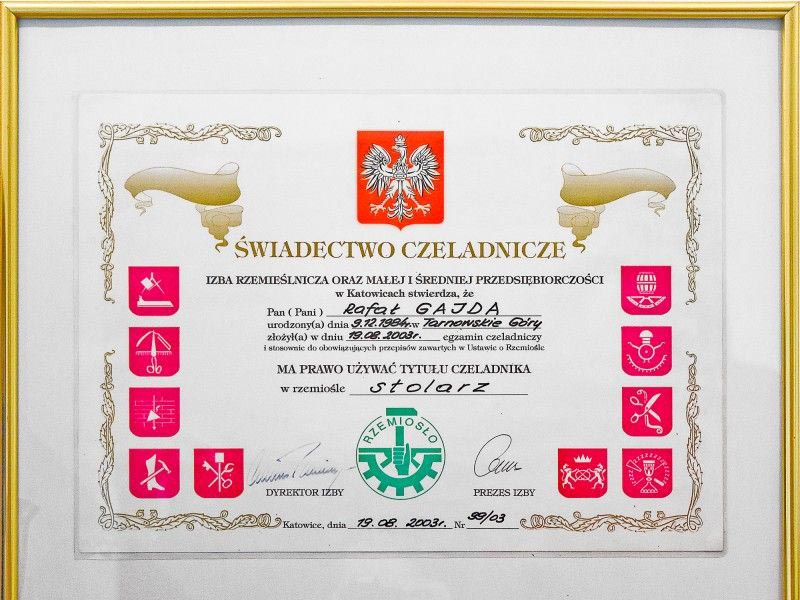 ŚWIADECTWO CZELADNICZE
IZBA RZEMIEŚLNICZA ORAZ MAŁEJ I ŚREDNIEJ PRZEDSIĘBIORCZOŚCI
w Katowicach stwierdza, że
Pan ( Pani ) Rafał GAJDA
urodzony(a) dnia 9.12.1984r. w Tarnowskie Góry
złożył(a) w dniu 19.08.2003r. egzamin czeladniczy
i stosownie do obowiązujących przepisów zawartych w Ustawie o Rzemiośle
MA PRAWO UŻYWAĆ TYTUŁU CZELADNIKA
w rzemiośle stolarz
RZEMIOSŁO
DYREKTOR IZBY PREZES IZBY
Katowice, dnia 19.08.2003r. Nr 99/03